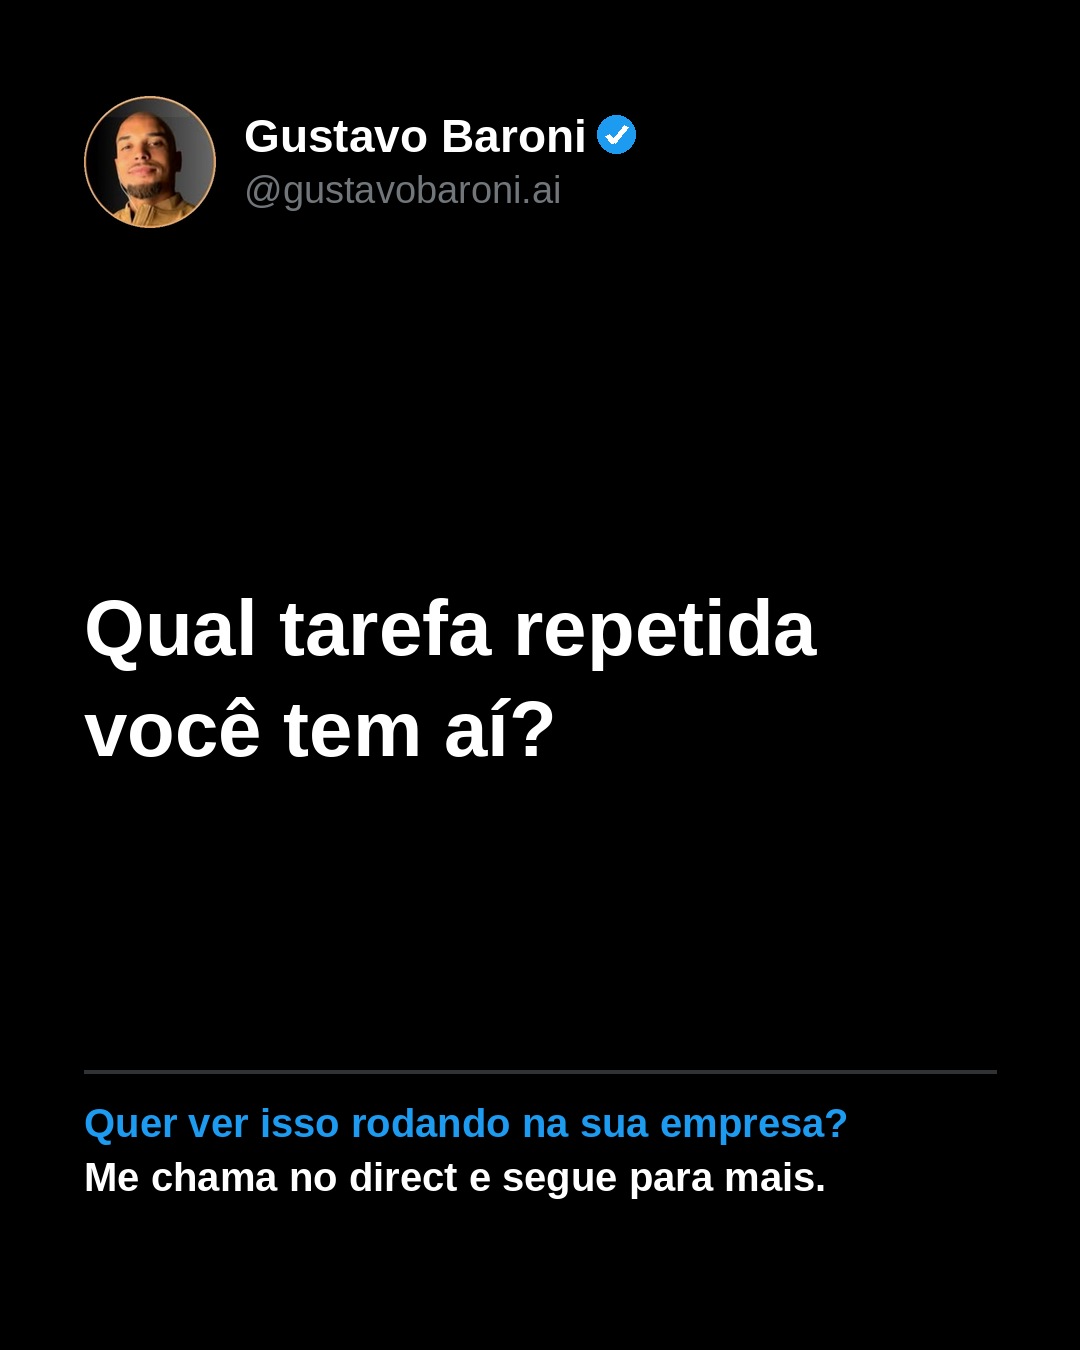 Gustavo Baroni
@gustavobaroni.ai
Qual tarefa repetida
você tem aí?
Quer ver isso rodando na sua empresa?
Me chama no direct e segue para mais.